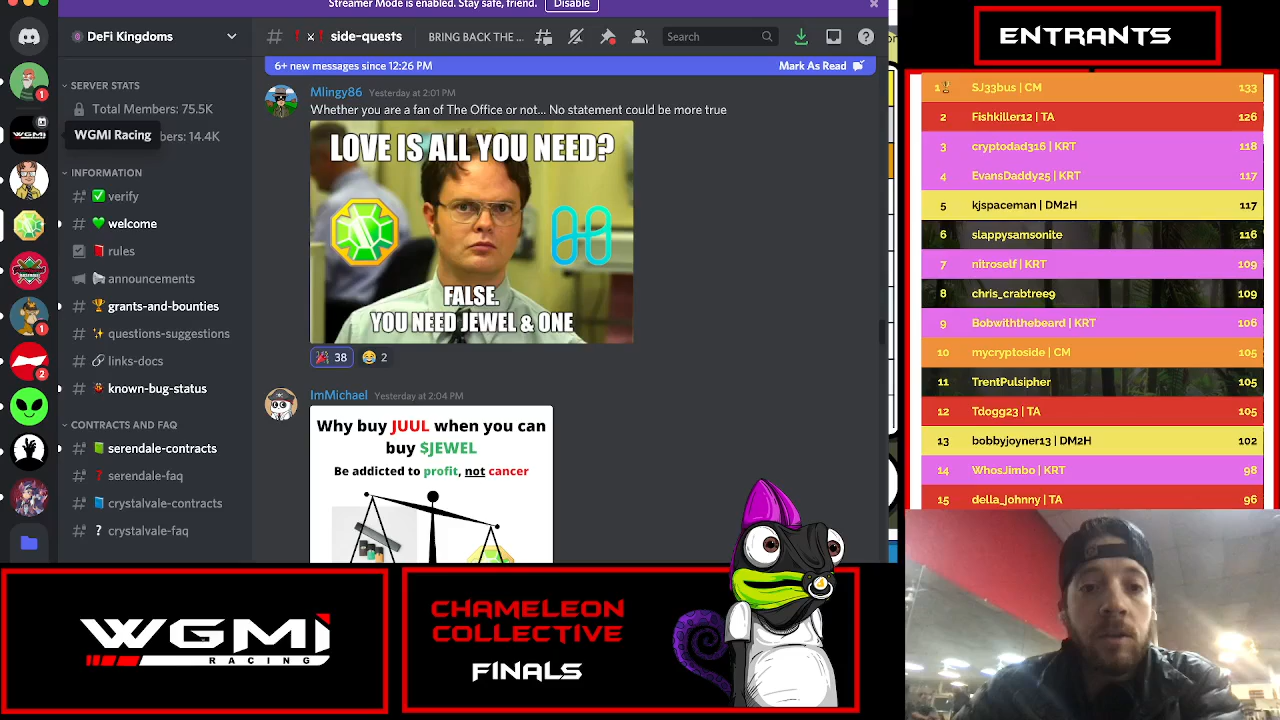 Streamer Mode is enabled. Stay safe, friend.
Disable
DeFi Kingdoms
side-quests
BRING BACK THE ...
Search
6+ new messages since 12:26 PM
Mark As Read
SERVER STATS
Total Members: 75.5K
WGMI Racing
bers: 14.4K
INFORMATION
verify
welcome
rules
announcements
grants-and-bounties
questions-suggestions
links-docs
known-bug-status
CONTRACTS AND FAQ
serendale-contracts
serendale-faq
crystalvale-contracts
crystalvale-faq
1
1
2
WGMI
Mlingy86 Yesterday at 2:01 PM
Whether you are a fan of The Office or not... No statement could be more true
LOVE IS ALL YOU NEED?
FALSE.
YOU NEED JEWEL & ONE
38
2
ImMichael Yesterday at 2:04 PM
Why buy JUUL when you can
buy $JEWEL
Be addicted to profit, not cancer
ENTRANTS
1 SJ33bus | CM 133
2 Fishkiller12 | TA 126
3 cryptodad316 | KRT 118
4 EvansDaddy25 | KRT 117
5 kjspaceman | DM2H 117
6 slappysamsonite 116
7 nitroself | KRT 109
8 chris_crabtree9 109
9 Bobwiththebeard | KRT 106
10 mycryptoside | CM 105
11 TrentPulsipher 105
12 Tdogg23 | TA 105
13 bobbyjoyner13 | DM2H 102
14 WhosJimbo | KRT 98
15 della_johnny | TA 96
WGMI
RACING
CHAMELEON
COLLECTIVE
FINALS